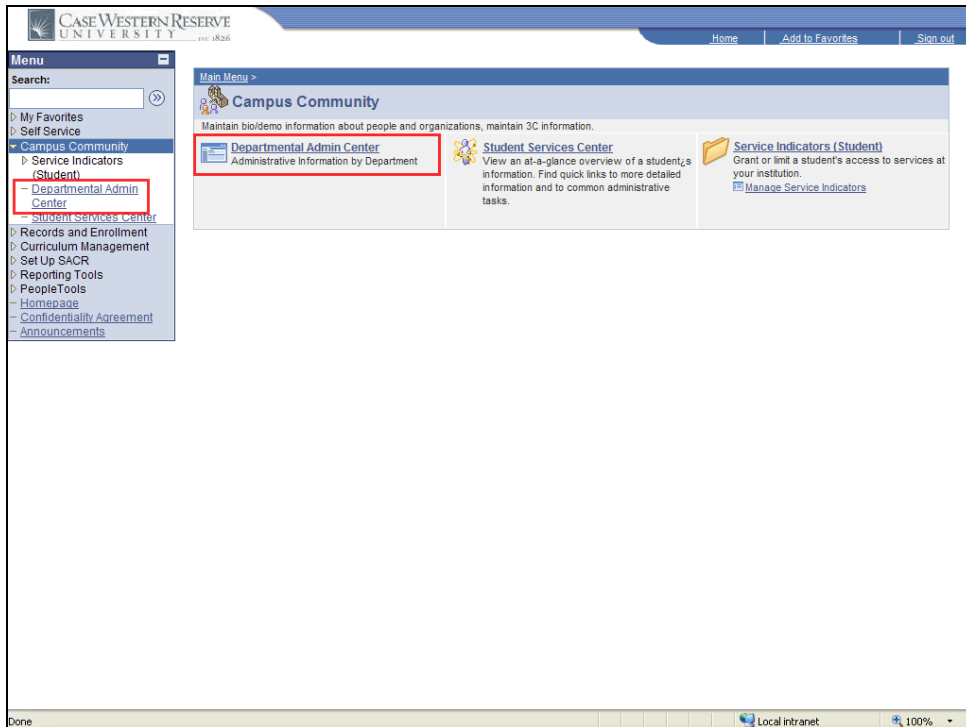 CASE WESTERN RESERVE
UNIVERSITY EST. 1826
Home Add to Favorites Sign out
Menu
Search:
My Favorites
Self Service
Campus Community
Service Indicators
(Student)
Departmental Admin
Center
Student Services Center
Records and Enrollment
Curriculum Management
Set Up SACR
Reporting Tools
PeopleTools
Homepage
Confidentiality Agreement
Announcements
Main Menu >
Campus Community
Maintain bio/demo information about people and organizations, maintain 3C information.
Departmental Admin Center
Administrative Information by Department
Student Services Center
View an at-a-glance overview of a student¿s
information. Find quick links to more detailed
information and to common administrative
tasks.
Service Indicators (Student)
Grant or limit a student's access to services at
your institution.
Manage Service Indicators
Done Local intranet 100%